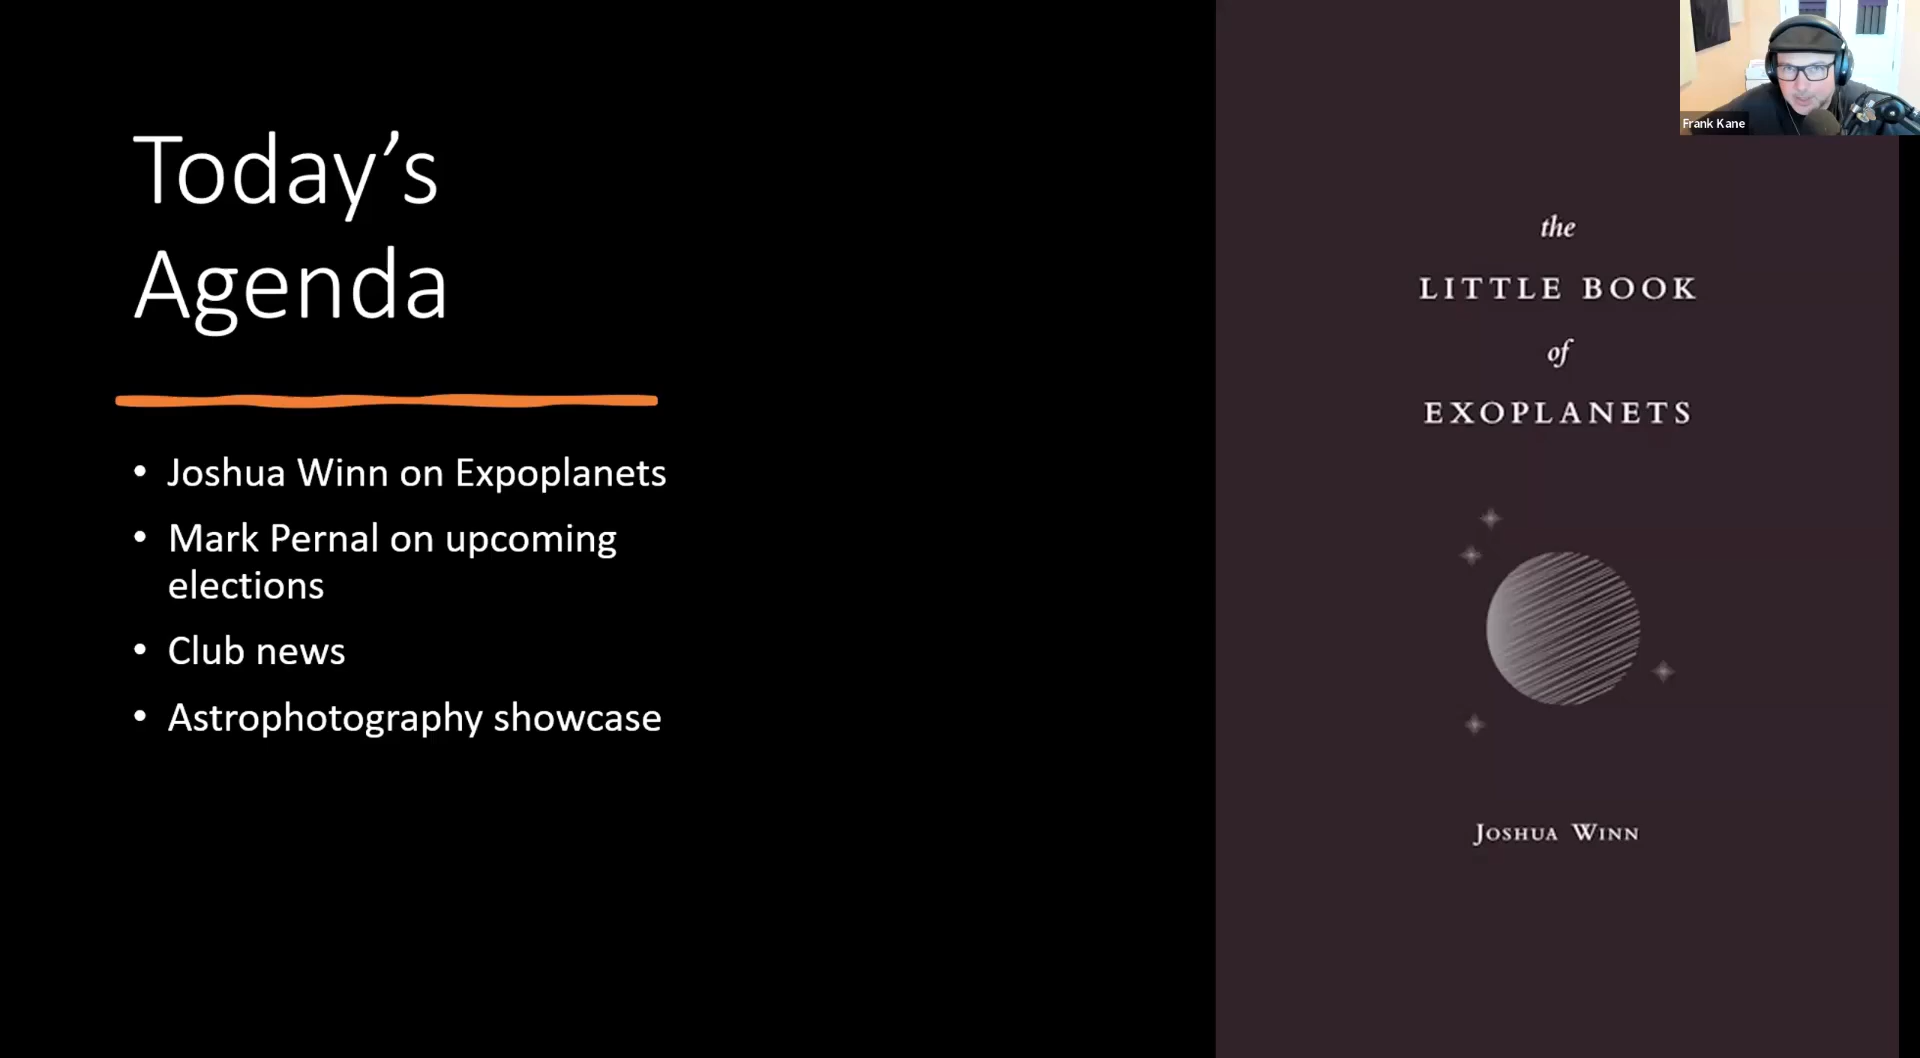 Today’s
Agenda
• Joshua Winn on Expoplanets
• Mark Pernal on upcoming
elections
• Club news
• Astrophotography showcase
the
LITTLE BOOK
of
EXOPLANETS
JOSHUA WINN
Frank Kane